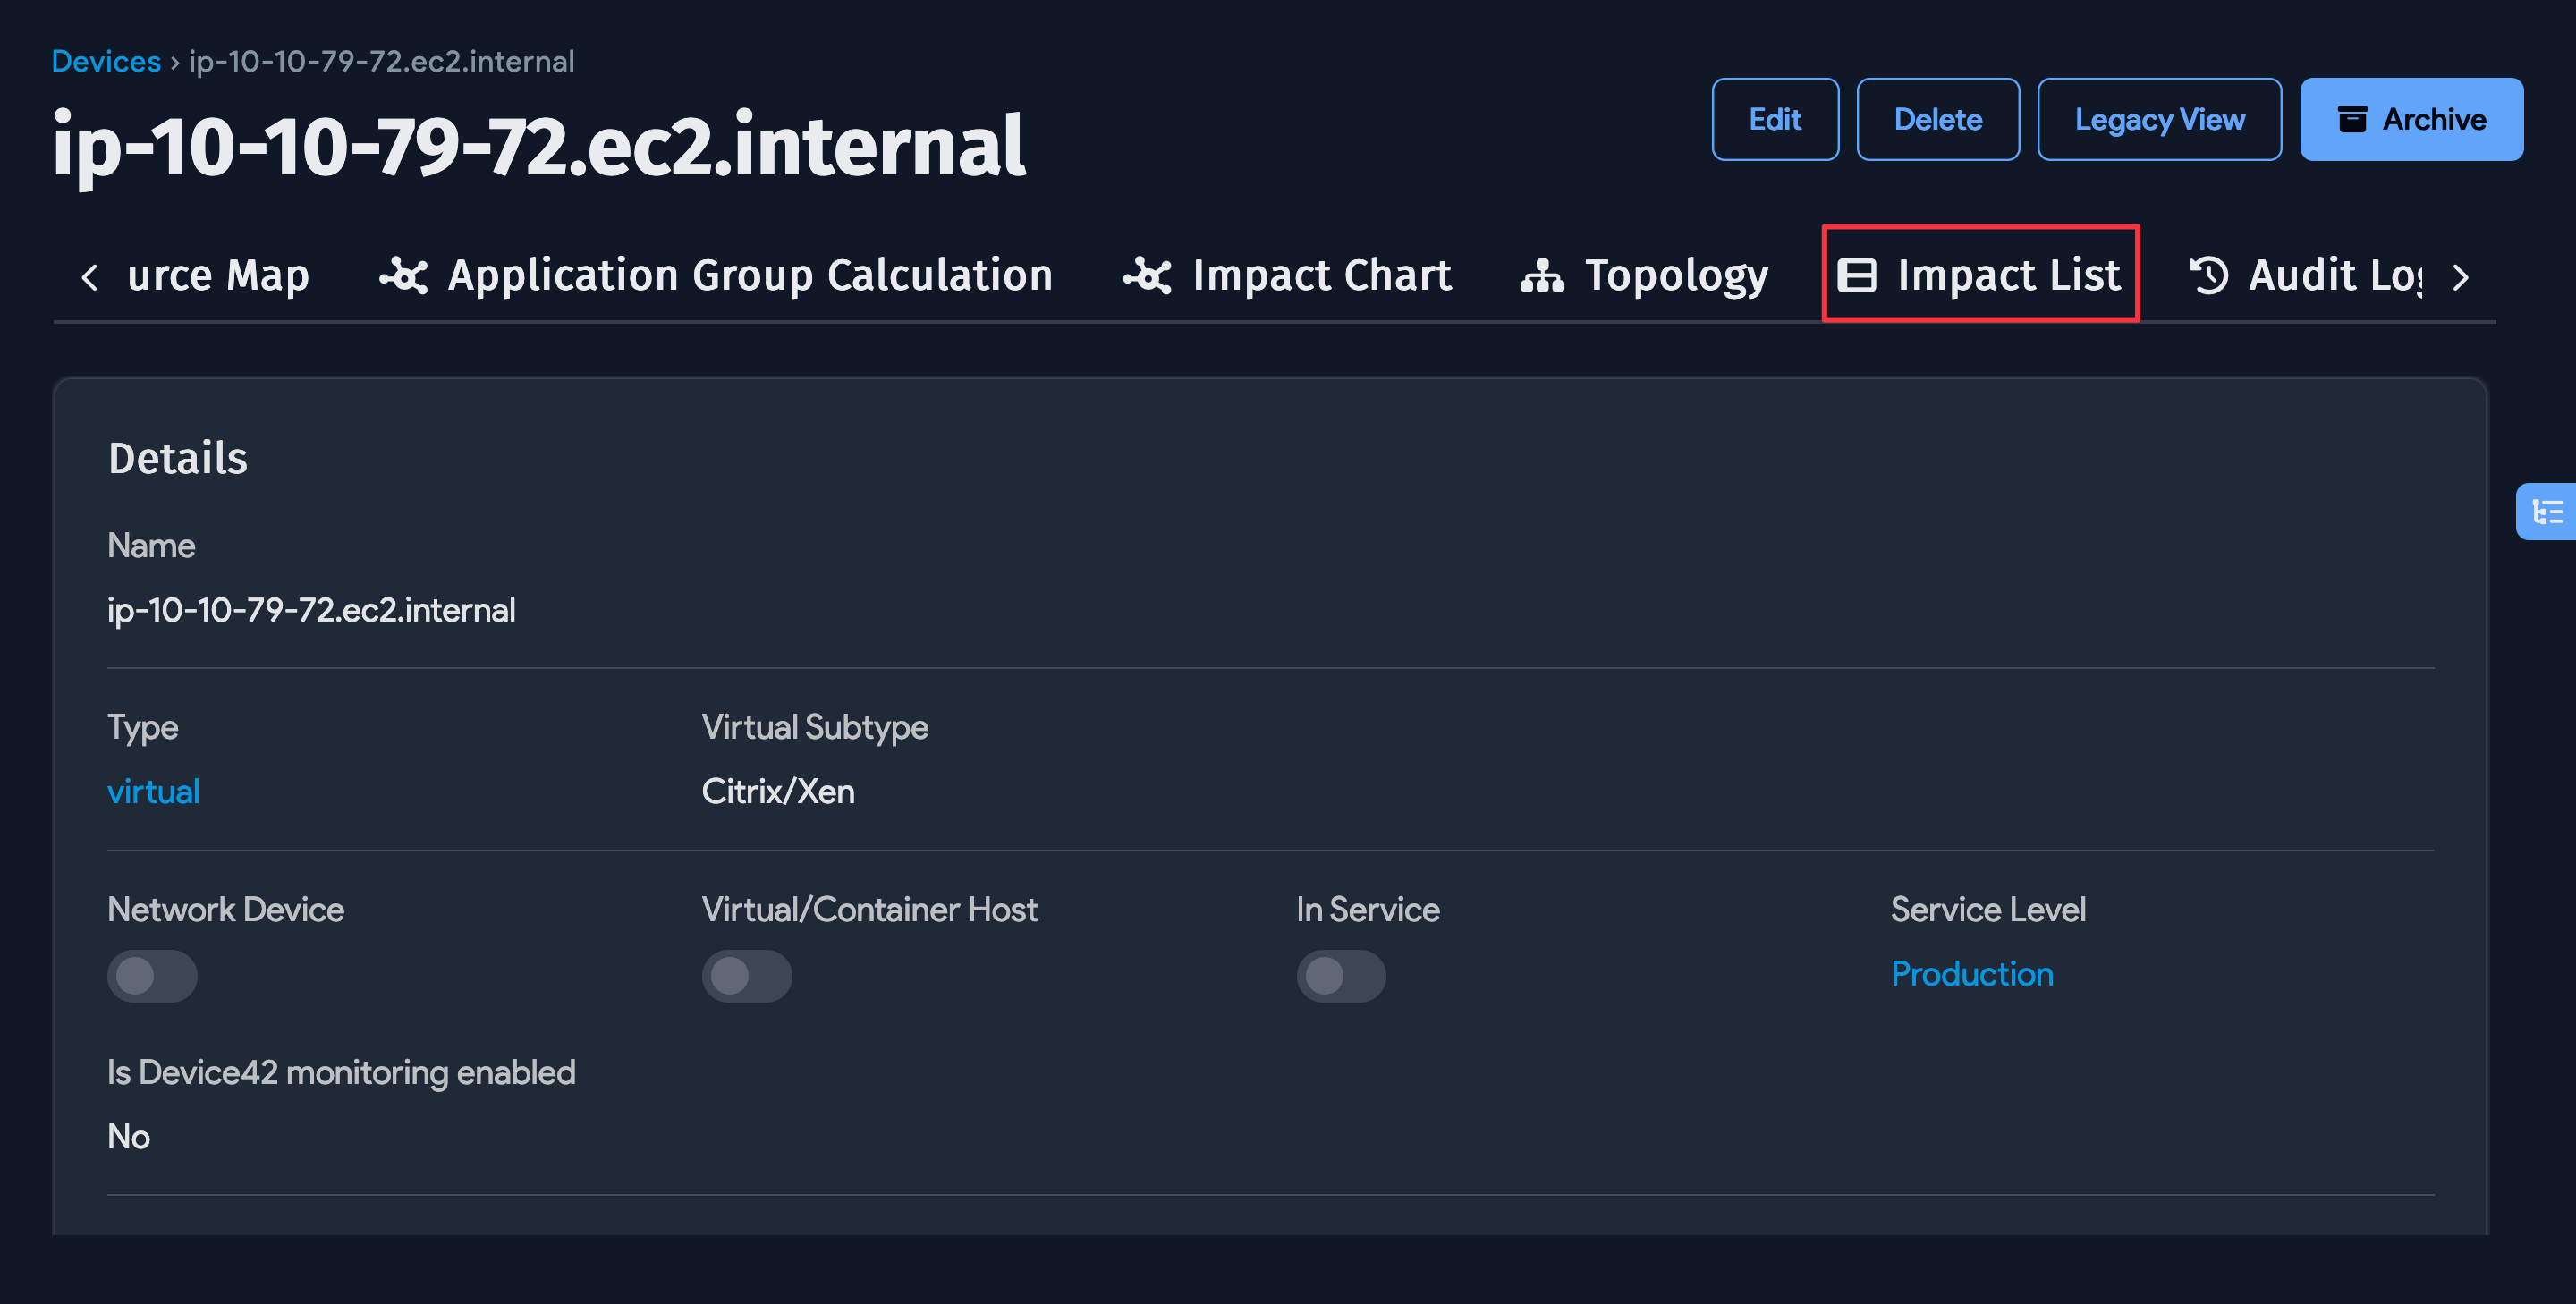 Devices › ip-10-10-79-72.ec2.internal
ip-10-10-79-72.ec2.internal
Edit
Delete
Legacy View
Archive
urce Map
Application Group Calculation
Impact Chart
Topology
Impact List
Audit Log
Details
Name
ip-10-10-79-72.ec2.internal
Type
Virtual Subtype
virtual
Citrix/Xen
Network Device
Virtual/Container Host
In Service
Service Level
Production
Is Device42 monitoring enabled
No